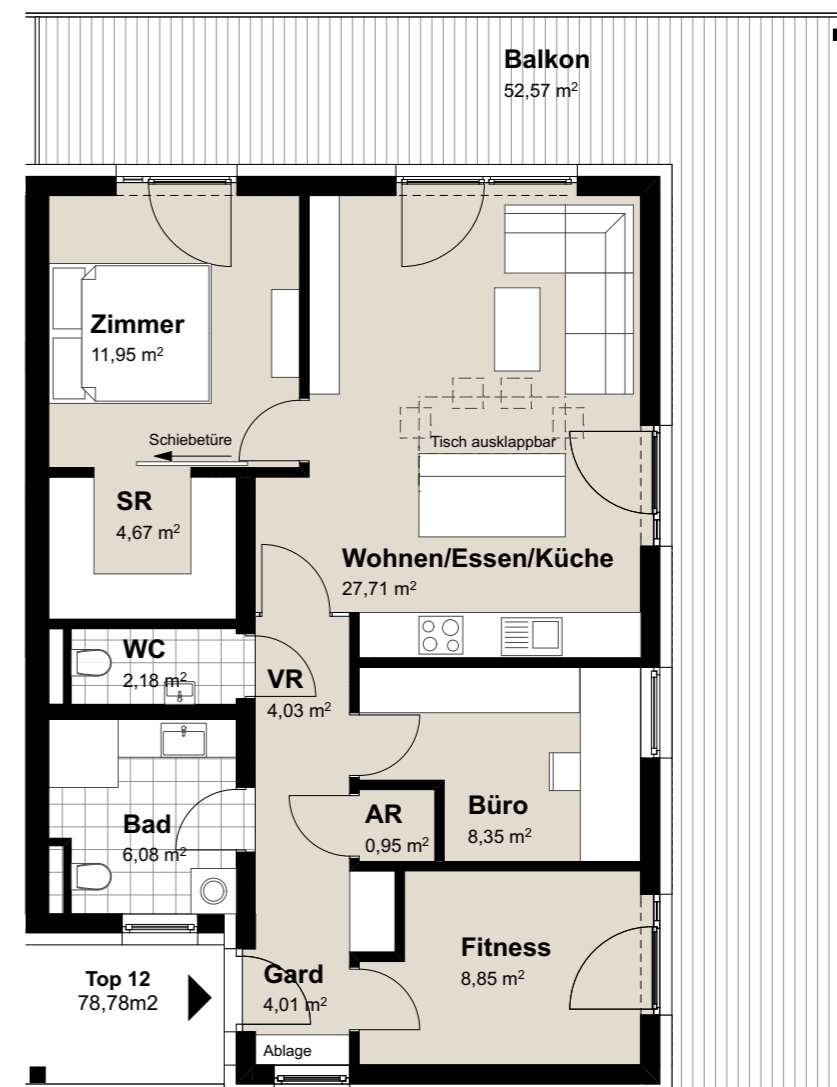 Balkon
52,57 m²
Zimmer
11,95 m²
Schiebetüre
Tisch ausklappbar
SR
4,67 m²
Wohnen/Essen/Küche
27,71 m²
WC
2,18 m²
VR
4,03 m²
Bad
6,08 m²
AR
0,95 m²
Büro
8,35 m²
Fitness
8,85 m²
Gard
4,01 m²
Top 12
78,78m2
Ablage